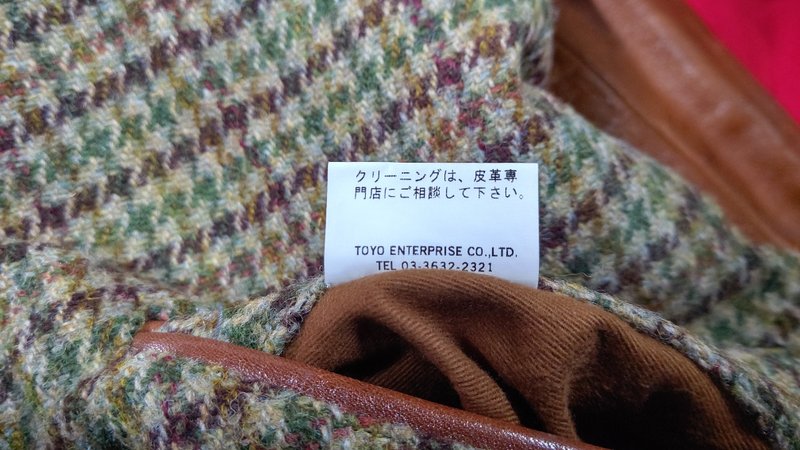 クリーニングは、皮革専
門店にご相談して下さい。
TOYO ENTERPRISE CO.,LTD.
TEL 03-3632-2321